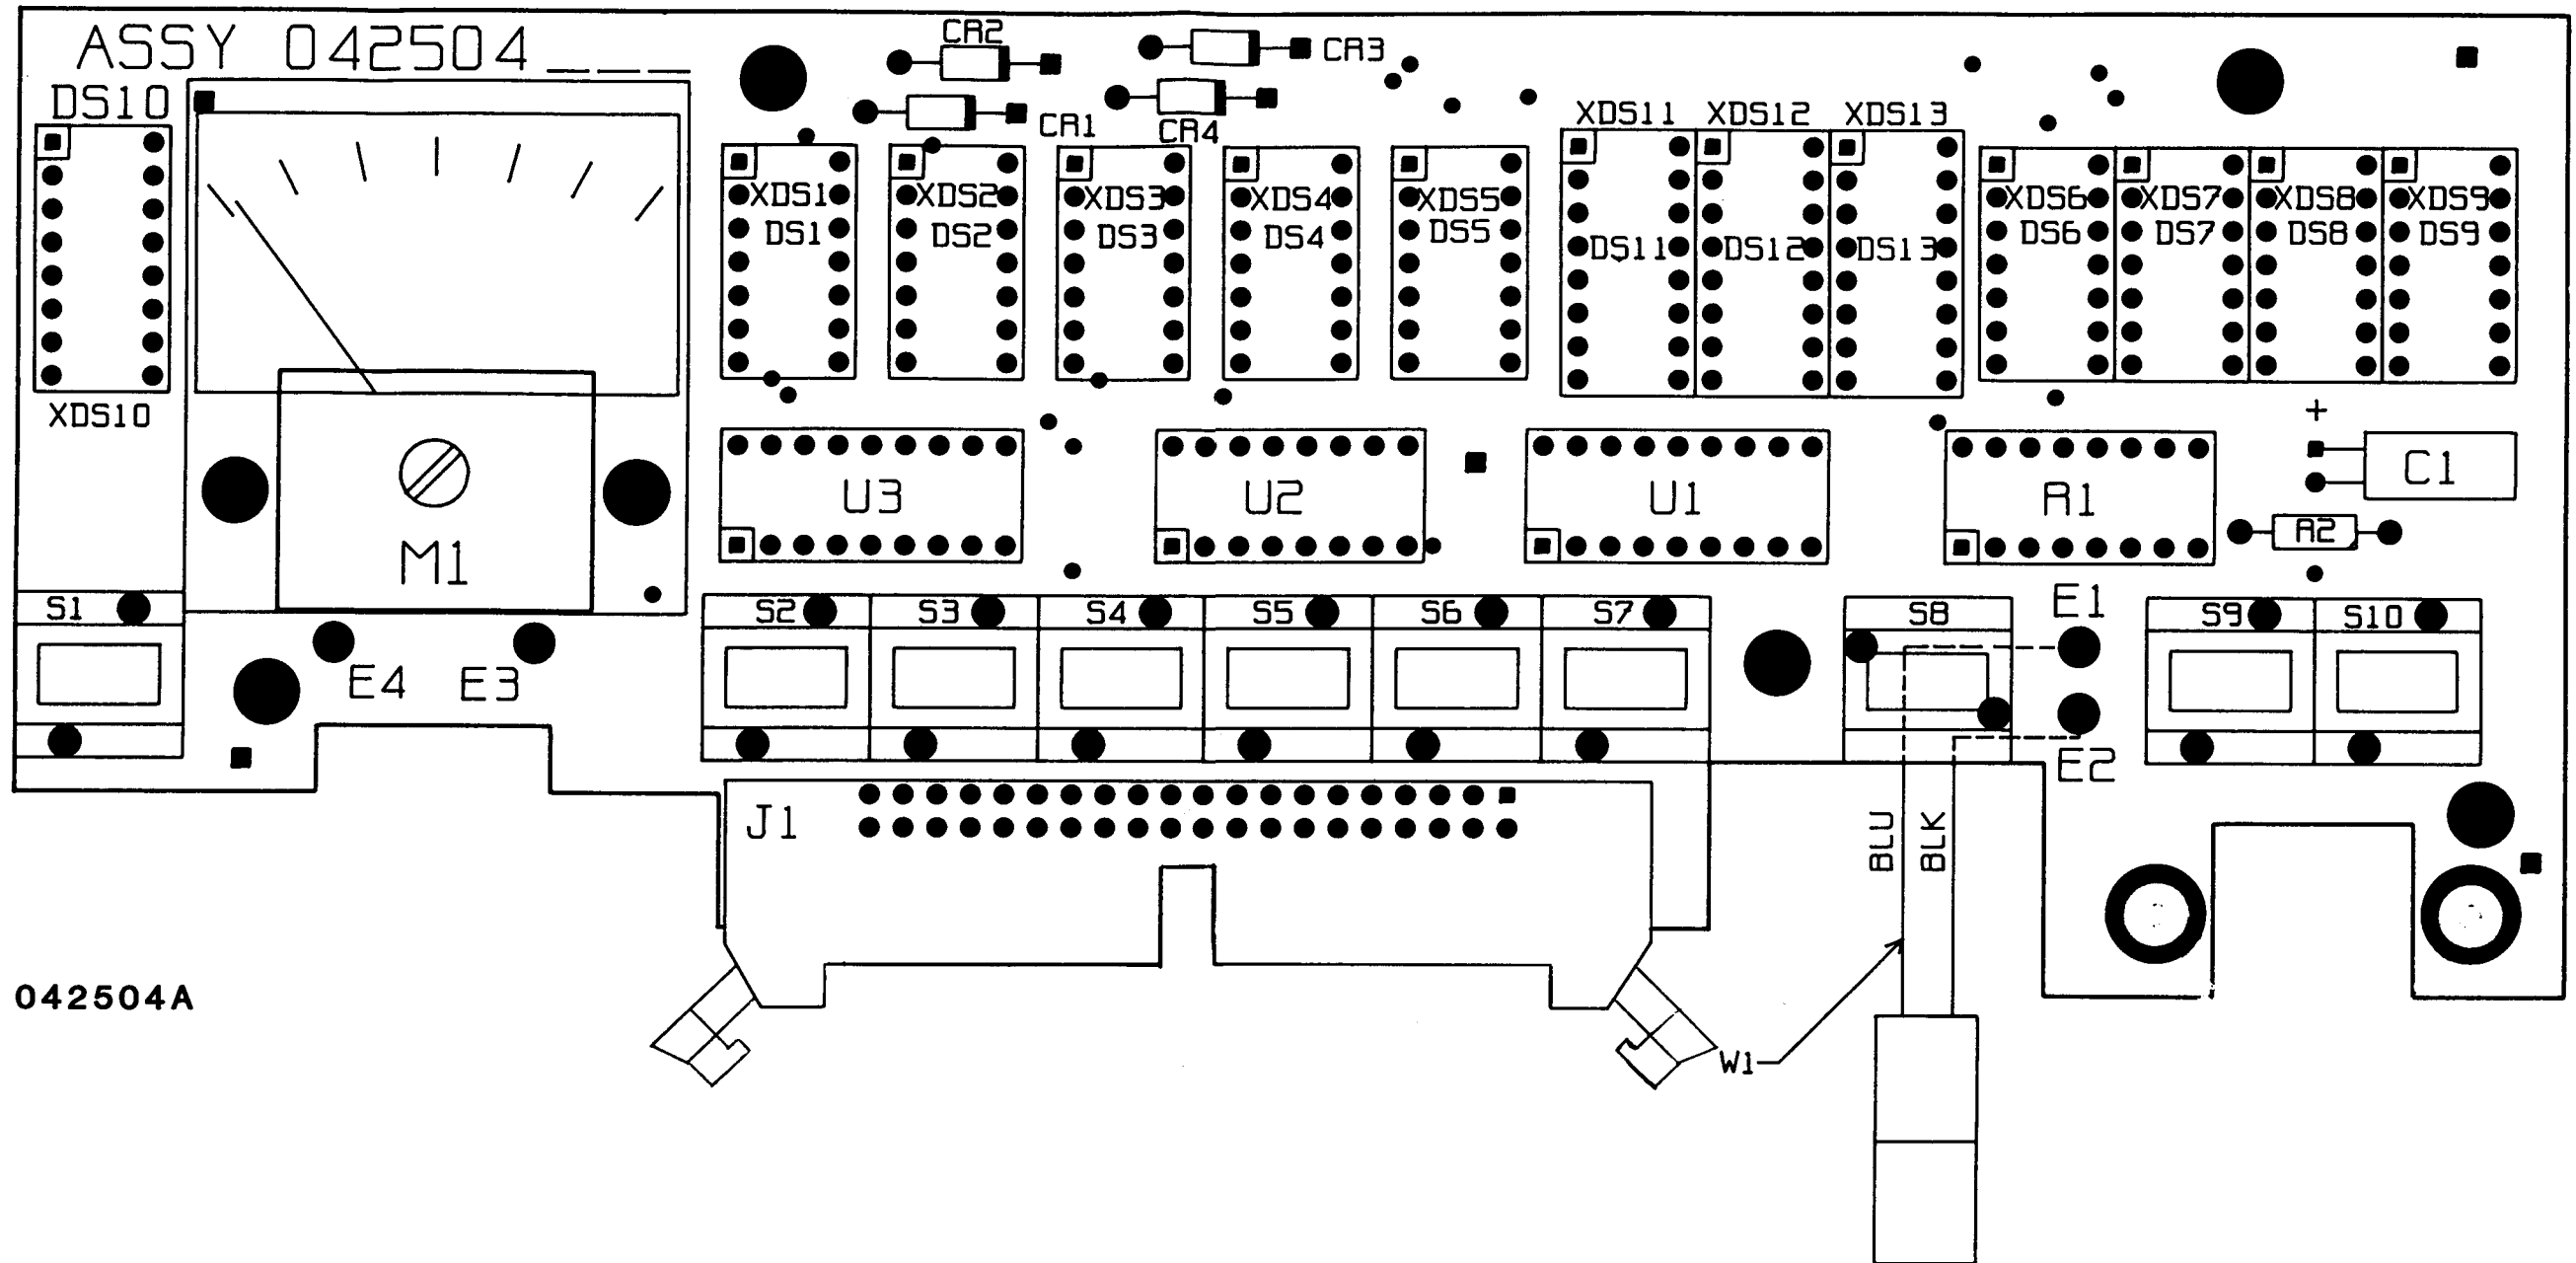 ASSY 042504___
CR2
CR3
DS10
CR1
CR4
XDS11 XDS12 XDS13
XDS1 XDS2 XDS3 XDS4 XDS5 XDS6 XDS7 XDS8 XDS9
DS1 DS2 DS3 DS4 DS5 DS6 DS7 DS8 DS9
DS11 DS12 DS13
XDS10
+
C1
U3 U2 U1 R1
R2
M1
S1 S2 S3 S4 S5 S6 S7 S8 E1 S9 S10
E4 E3
E2
J1
BLU
BLK
042504A
W1